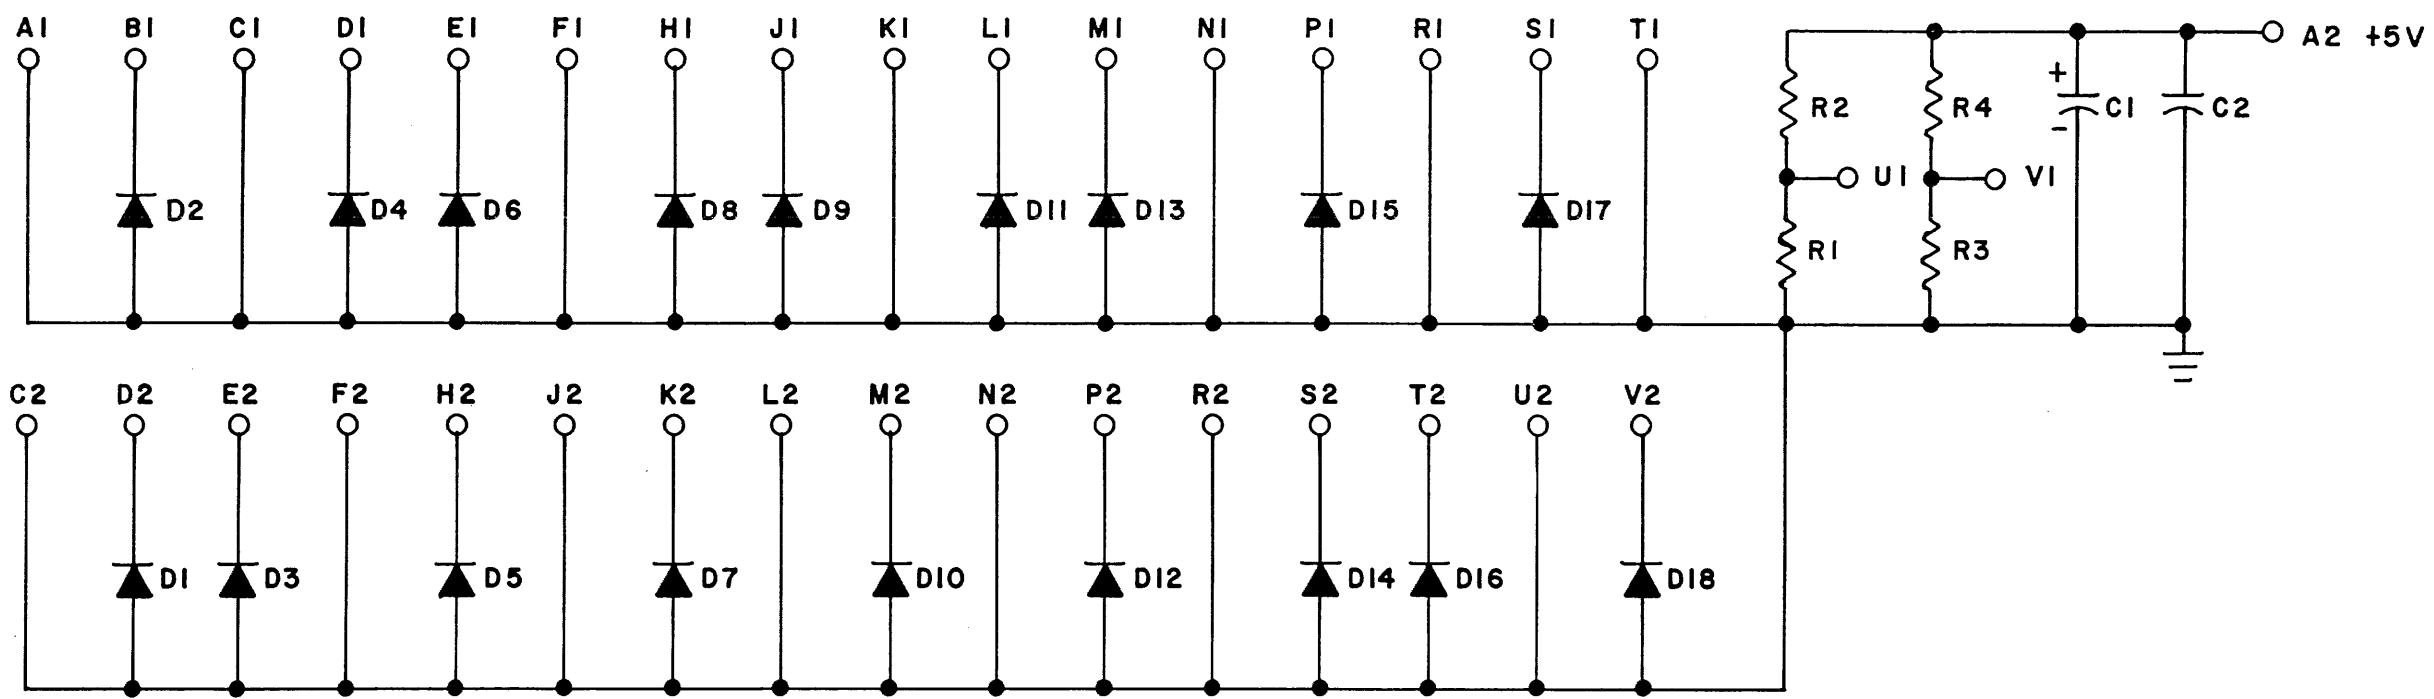 A1 B1 C1 D1 E1 F1 H1 J1 K1 L1 M1 N1 P1 R1 S1 T1
A2 +5V
+
R2 R4 C1 C2
-
U1 V1
D2 D4 D6 D8 D9 D11 D13 D15 D17
R1 R3
C2 D2 E2 F2 H2 J2 K2 L2 M2 N2 P2 R2 S2 T2 U2 V2
D1 D3 D5 D7 D10 D12 D14 D16 D18